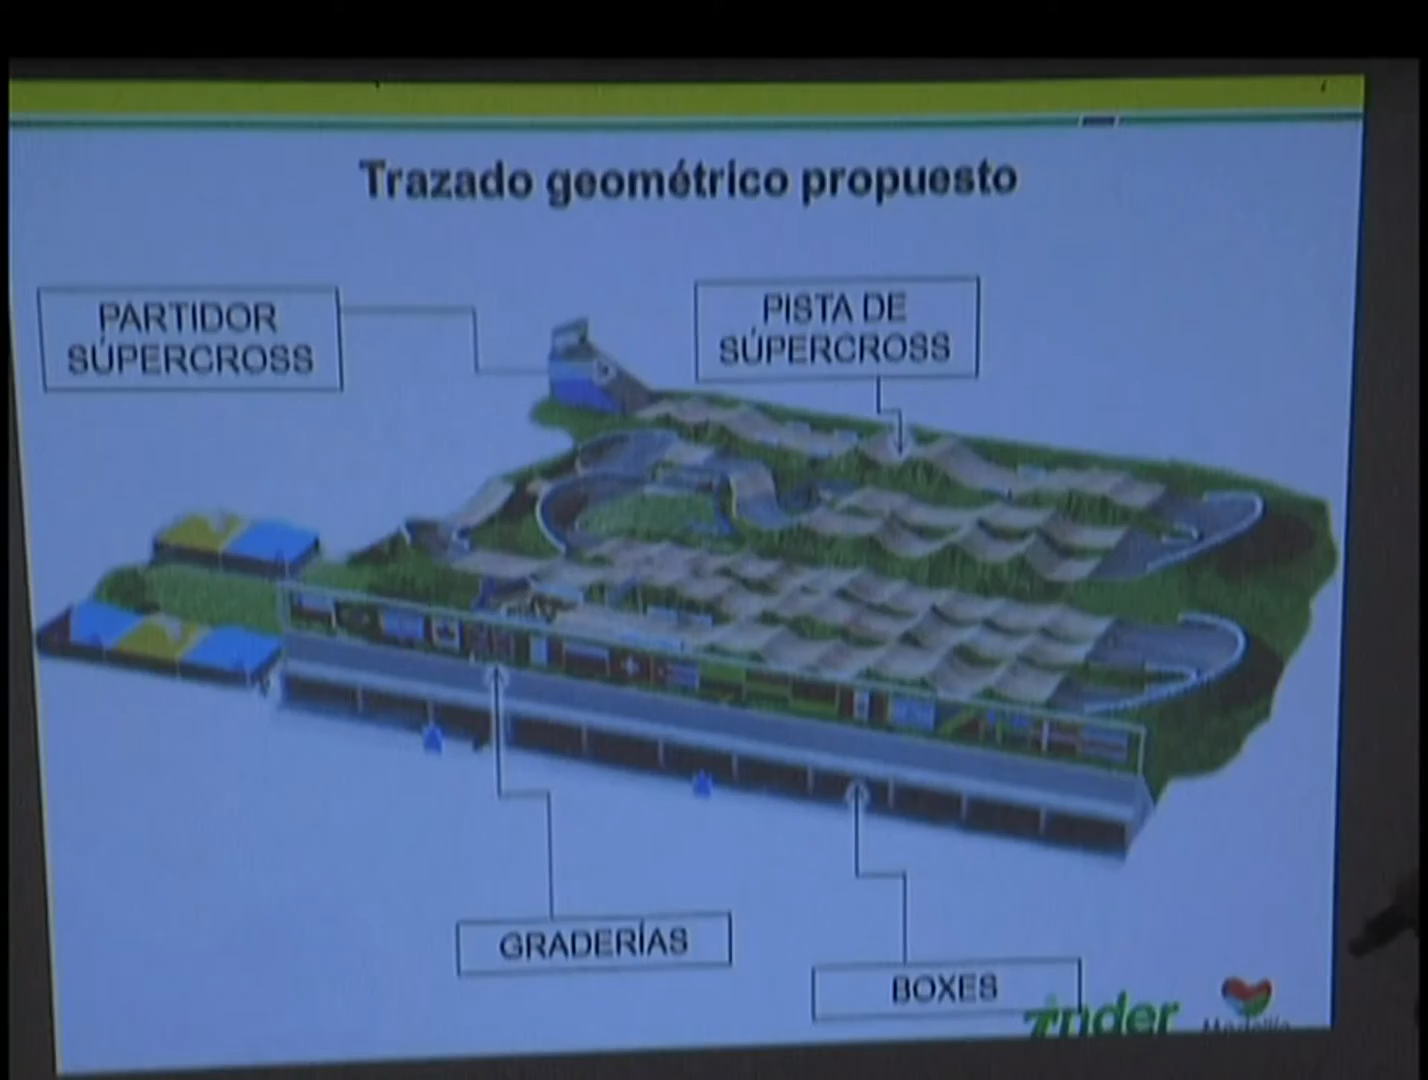 Trazado geométrico propuesto
PARTIDOR
SÚPERCROSS
PISTA DE
SÚPERCROSS
GRADERÍAS
BOXES
inder